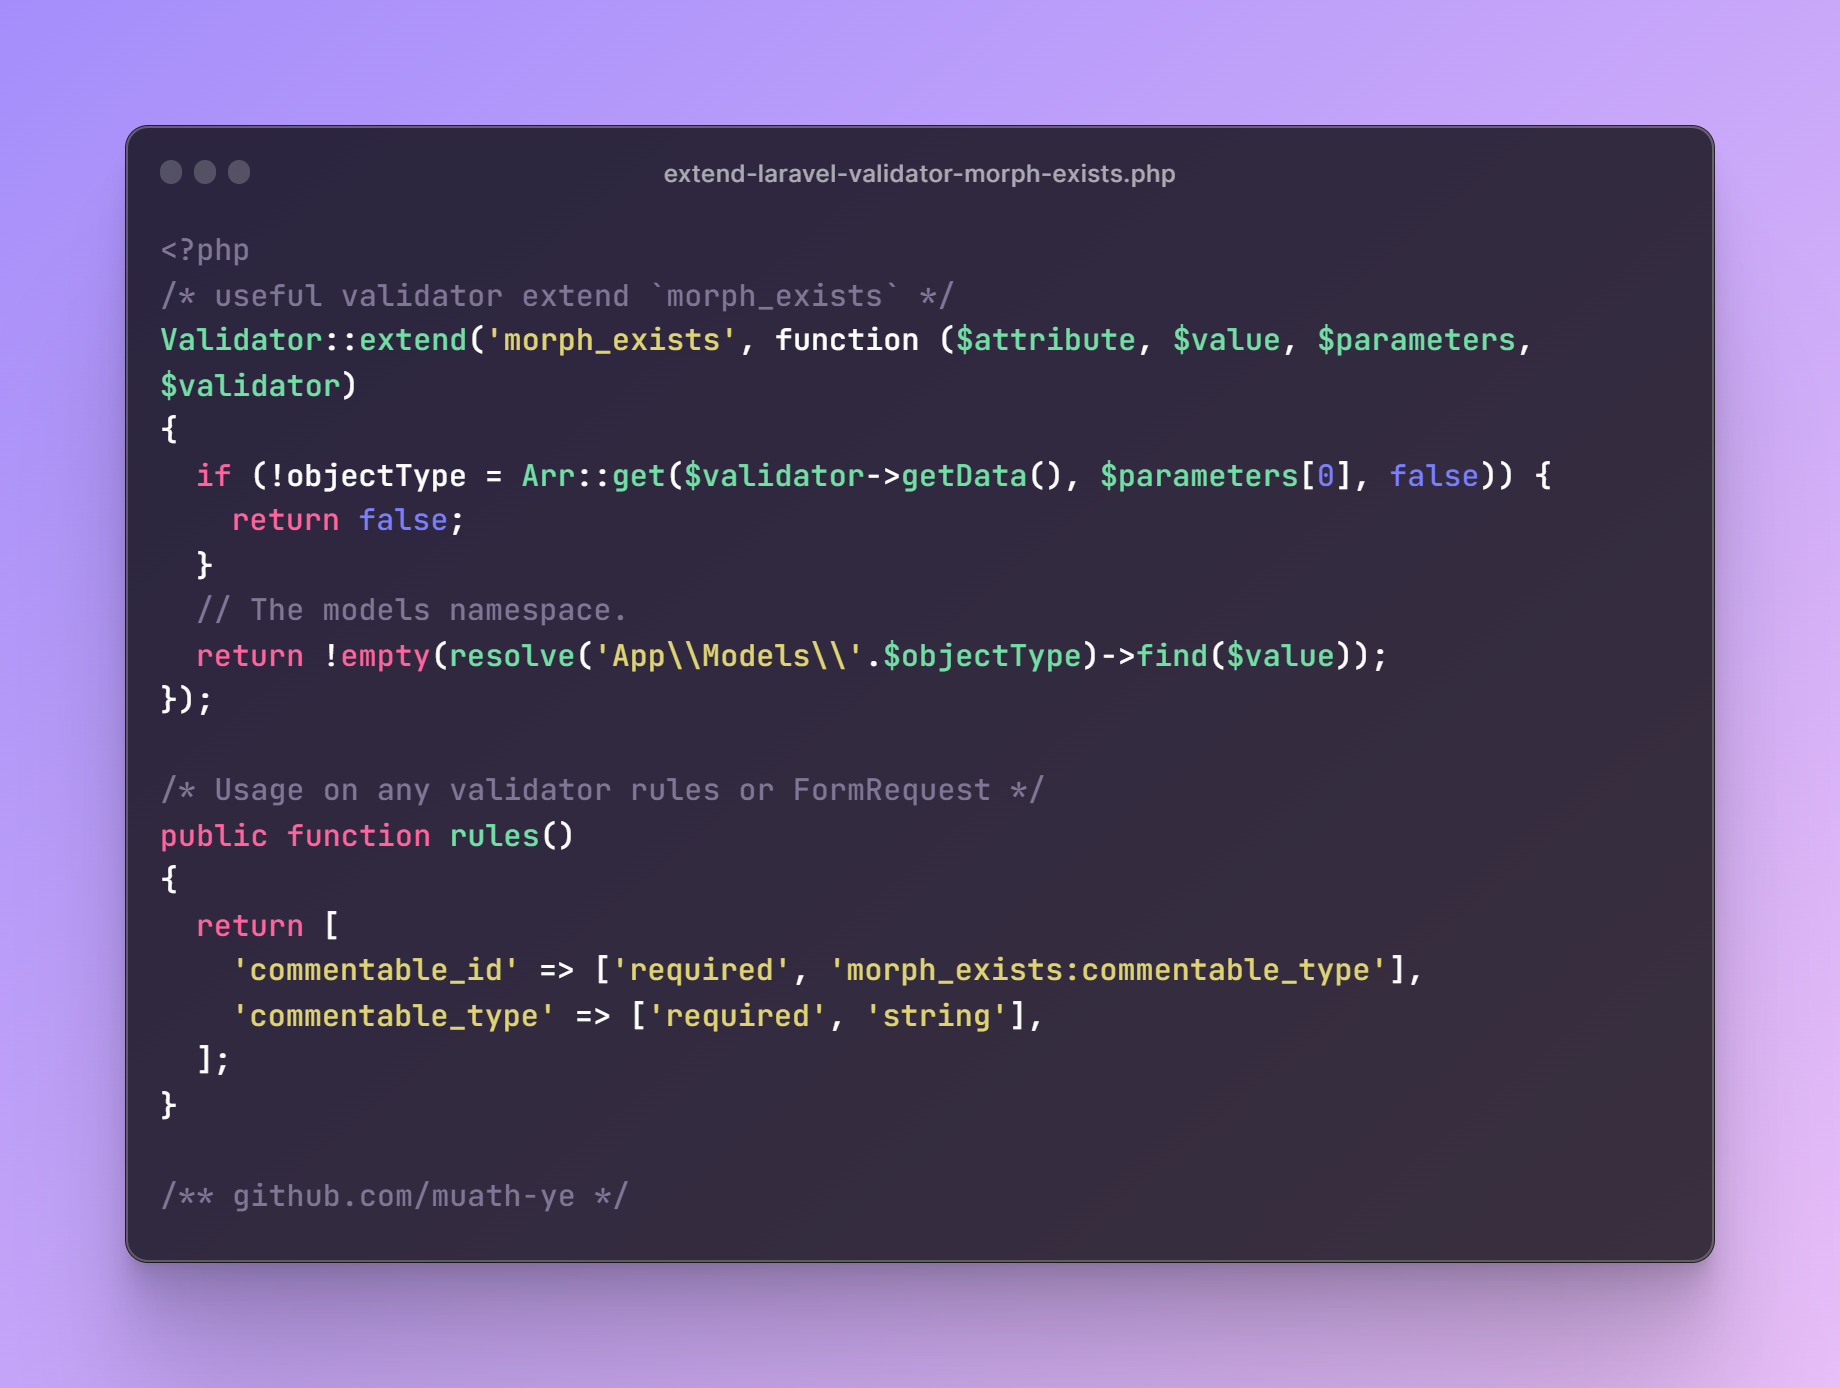 extend-laravel-validator-morph-exists.php
<?php
/* useful validator extend `morph_exists` */
Validator::extend('morph_exists', function ($attribute, $value, $parameters,
$validator)
{
  if (!objectType = Arr::get($validator->getData(), $parameters[0], false)) {
    return false;
  }
  // The models namespace.
  return !empty(resolve('App\\Models\\'.$objectType)->find($value));
});

/* Usage on any validator rules or FormRequest */
public function rules()
{
  return [
    'commentable_id' => ['required', 'morph_exists:commentable_type'],
    'commentable_type' => ['required', 'string'],
  ];
}

/** github.com/muath-ye */